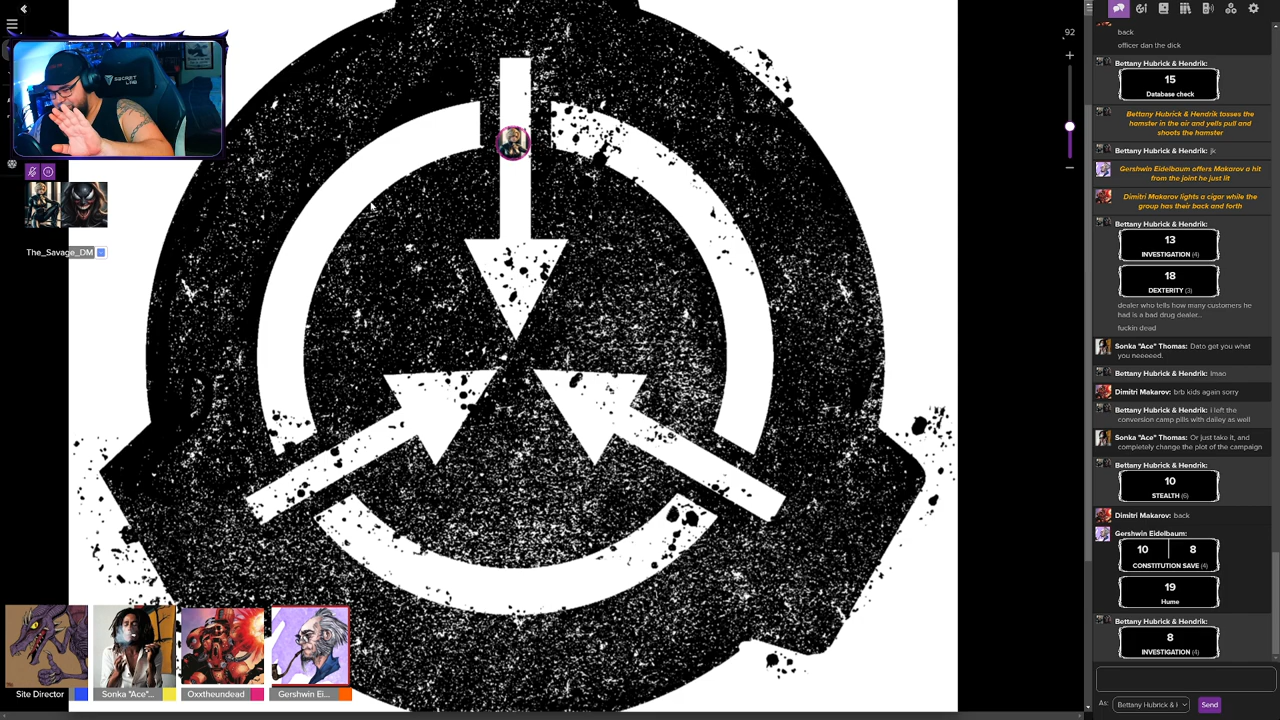 SECRET LAB
The_Savage_DM
Site Director
Sonka "Ace"...
Oxxtheundead
Gershwin Ei...
.92
+
−
back
officer dan the dick
Bettany Hubrick & Hendrik:
15
Database check
Bettany Hubrick & Hendrik tosses the
hamster in the air and yells pull and
shoots the hamster
Bettany Hubrick & Hendrik: jk
Gershwin Eidelbaum offers Makarov a hit
from the joint he just lit
Dimitri Makarov lights a cigar while the
group has their back and forth
Bettany Hubrick & Hendrik:
13
INVESTIGATION (4)
18
DEXTERITY (3)
dealer who tells how many customers he
had is a bad drug dealer...
fuckin dead
Sonka "Ace" Thomas: Dato get you what
you neeeeed.
Bettany Hubrick & Hendrik: lmao
Dimitri Makarov: brb kids again sorry
Bettany Hubrick & Hendrik: i left the
conversion camp pills with dailey as well
Sonka "Ace" Thomas: Or just take it, and
completely change the plot of the campaign
Bettany Hubrick & Hendrik:
10
STEALTH (6)
Dimitri Makarov: back
Gershwin Eidelbaum:
10 8
CONSTITUTION SAVE (4)
19
Hume
Bettany Hubrick & Hendrik:
8
INVESTIGATION (4)
As: Bettany Hubrick & H Send